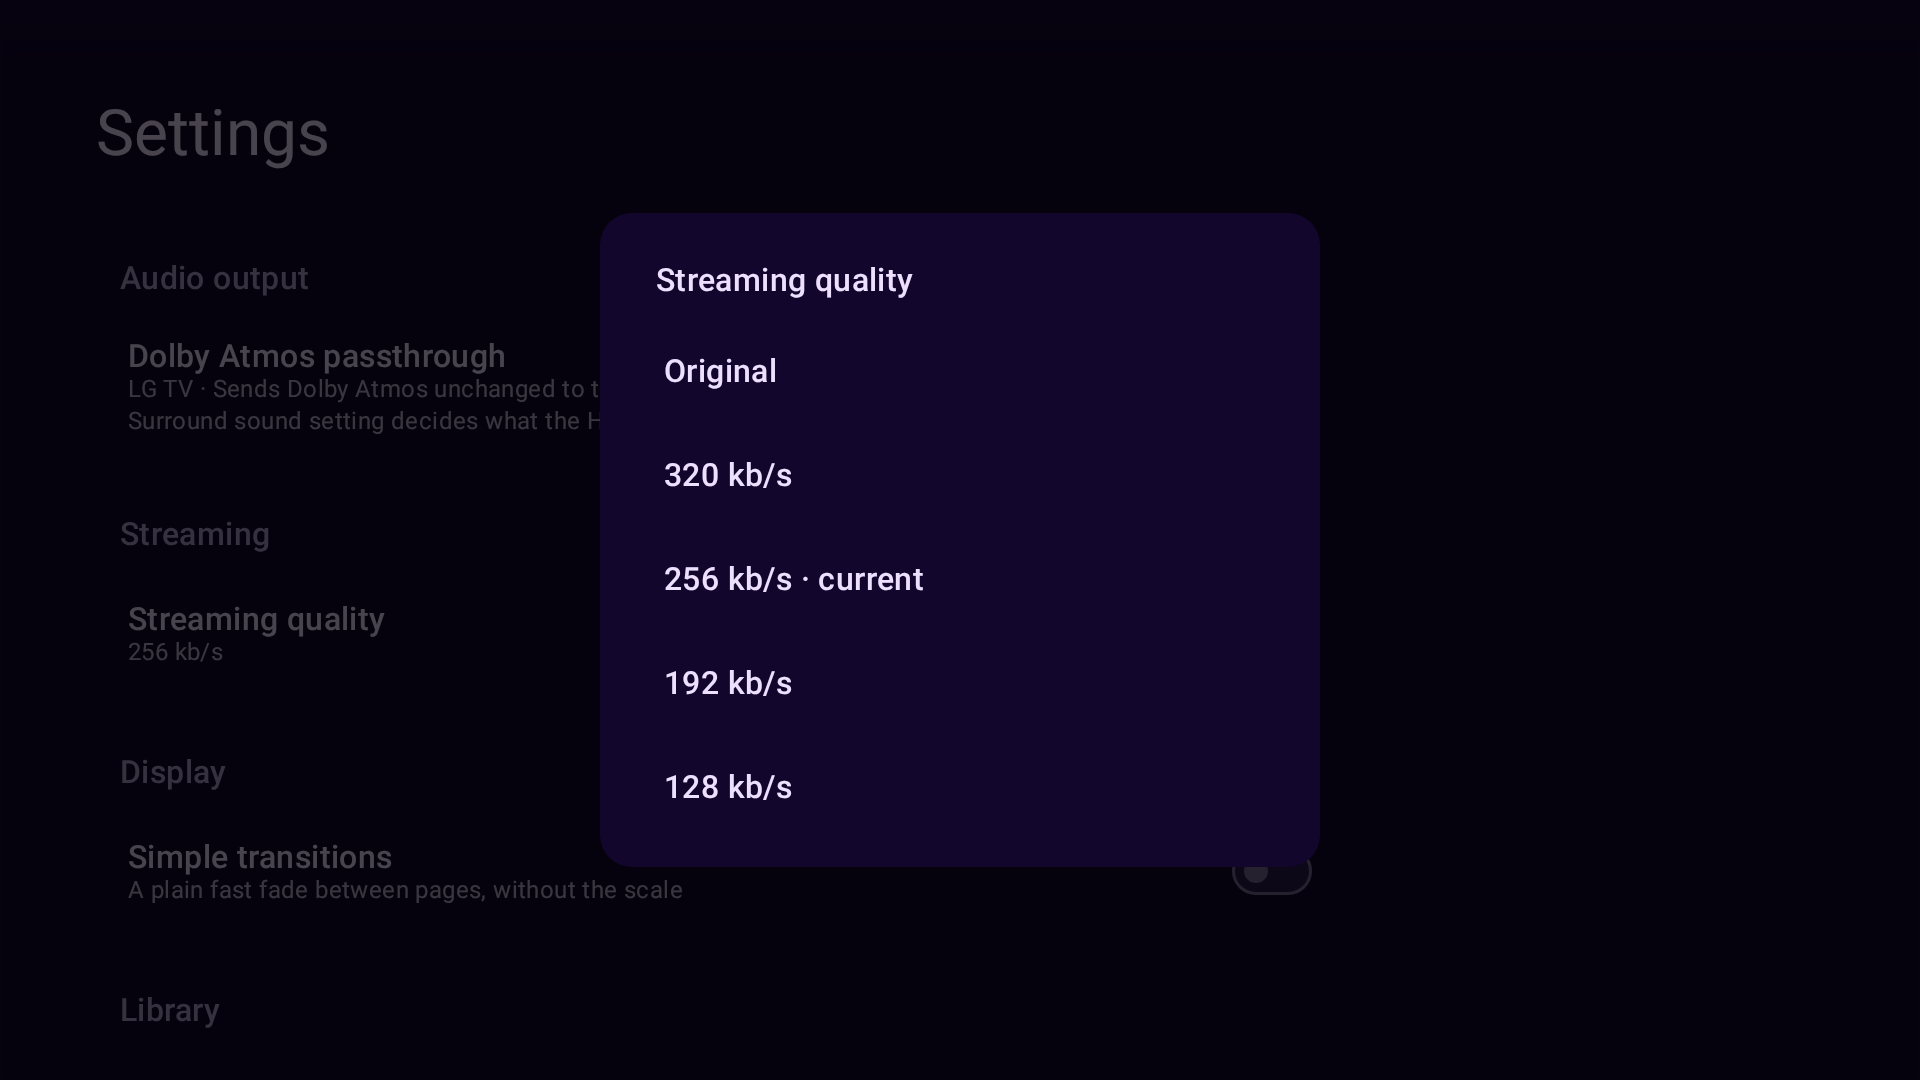 Settings
Audio output
Dolby Atmos passthrough
LG TV · Sends Dolby Atmos unchanged to
Surround sound setting decides what the
Streaming
Streaming quality
256 kb/s
Display
Simple transitions
A plain fast fade between pages, without the scale
Library
Streaming quality
Original
320 kb/s
256 kb/s · current
192 kb/s
128 kb/s